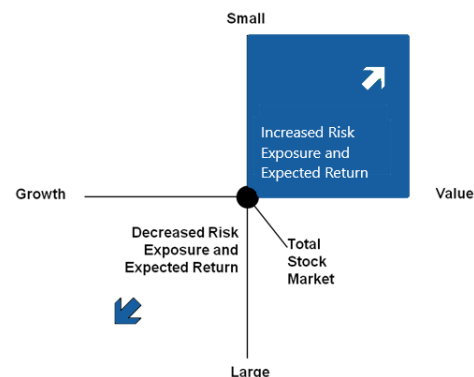 Small
Increased Risk
Exposure and
Expected Return
Growth
Value
Decreased Risk
Exposure and
Expected Return
Total
Stock
Market
Large